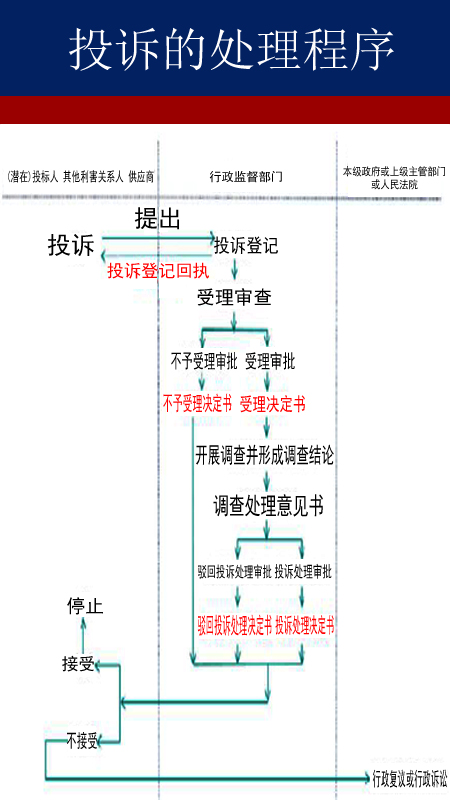 投诉的处理程序
(潜在)投标人 其他利害关系人 供应商
行政监督部门
本级政府或上级主管部门
或人民法院
提出
投诉
投诉登记
投诉登记回执
受理审查
不予受理审批 受理审批
不予受理决定书 受理决定书
开展调查并形成调查结论
调查处理意见书
驳回投诉处理审批 投诉处理审批
停止
驳回投诉处理决定书 投诉处理决定书
接受
不接受
行政复议或行政诉讼